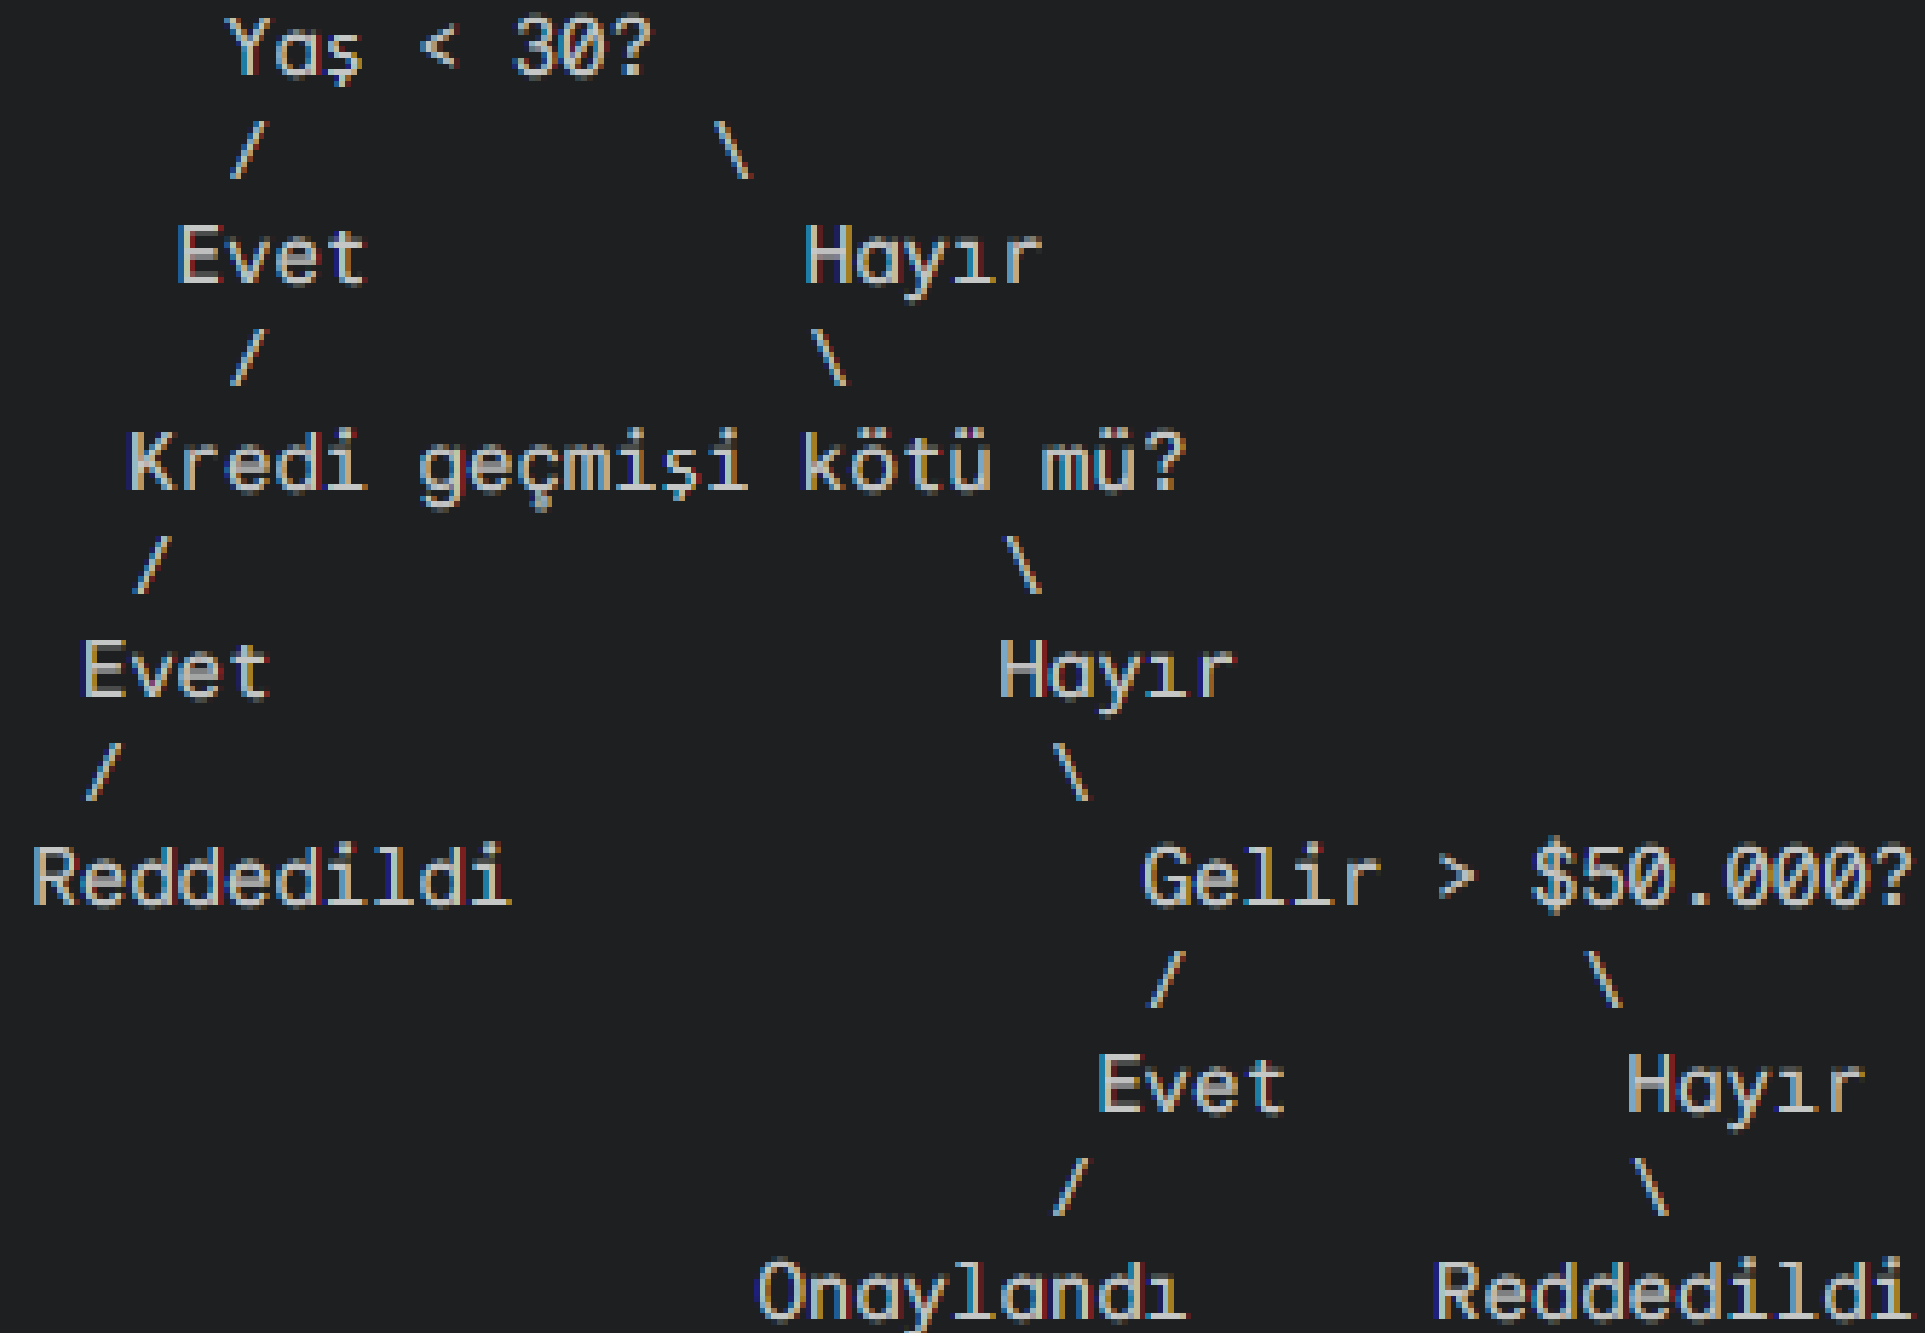 Yaş < 30?
/ \
Evet Hayır
/ \
Kredi geçmişi kötü mü?
/ \
Evet Hayır
/ \
Reddedildi Gelir > $50.000?
/ \
Evet Hayır
/ \
Onaylandı Reddedildi